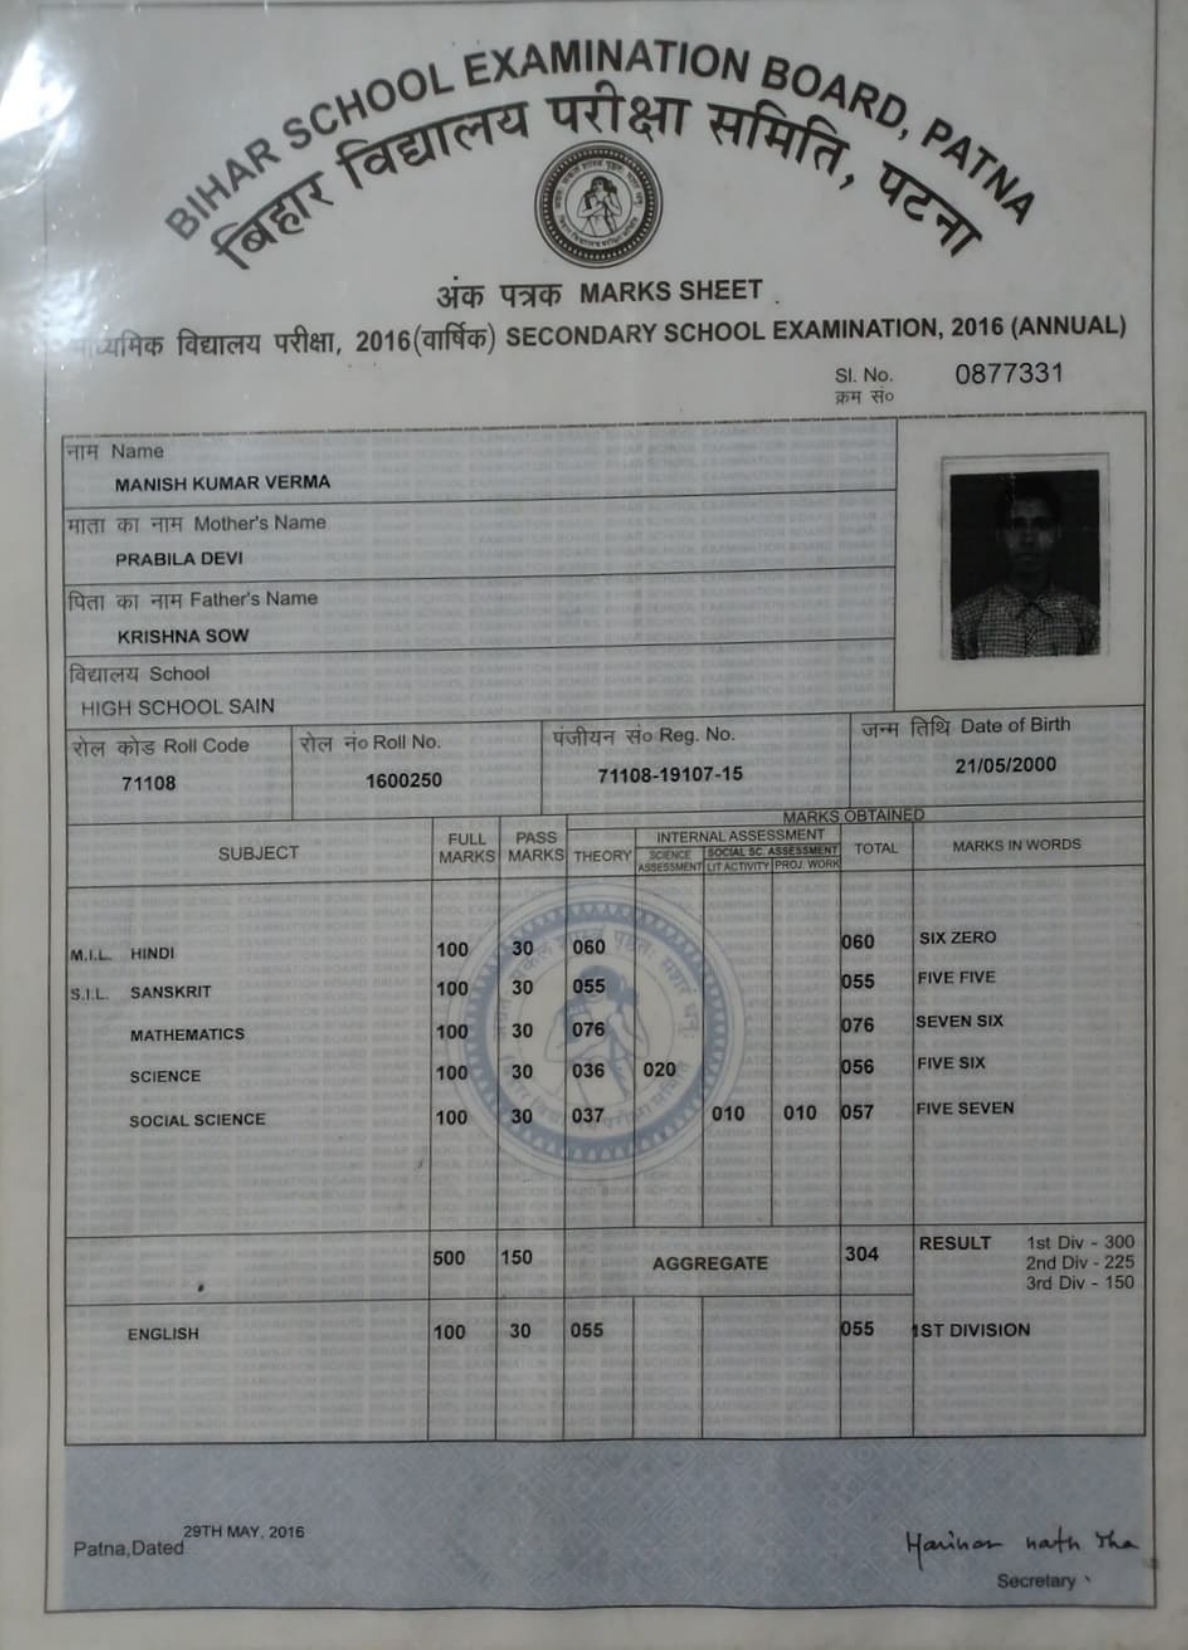 BIHAR SCHOOL EXAMINATION BOARD, PATNA
बिहार विद्यालय परीक्षा समिति, पटना
अंक पत्रक MARKS SHEET
माध्यमिक विद्यालय परीक्षा, 2016(वार्षिक) SECONDARY SCHOOL EXAMINATION, 2016 (ANNUAL)
Sl. No. 0877331
क्रम सं०
नाम Name
MANISH KUMAR VERMA
माता का नाम Mother's Name
PRABILA DEVI
पिता का नाम Father's Name
KRISHNA SOW
विद्यालय School
HIGH SCHOOL SAIN
रोल कोड Roll Code रोल नं० Roll No. पंजीयन सं० Reg. No. जन्म तिथि Date of Birth
71108 1600250 71108-19107-15 21/05/2000
MARKS OBTAINED
SUBJECT FULL MARKS PASS MARKS THEORY INTERNAL ASSESSMENT TOTAL MARKS IN WORDS
SCIENCE ASSESSMENT SOCIAL SC. ASSESSMENT
LIT ACTIVITY PROJ. WORK
M.I.L. HINDI 100 30 060 060 SIX ZERO
S.I.L. SANSKRIT 100 30 055 055 FIVE FIVE
MATHEMATICS 100 30 076 076 SEVEN SIX
SCIENCE 100 30 036 020 056 FIVE SIX
SOCIAL SCIENCE 100 30 037 010 010 057 FIVE SEVEN
500 150 AGGREGATE 304 RESULT 1st Div - 300
2nd Div - 225
3rd Div - 150
ENGLISH 100 30 055 055 1ST DIVISION
Patna,Dated 29TH MAY, 2016
Harihar nath Jha
Secretary